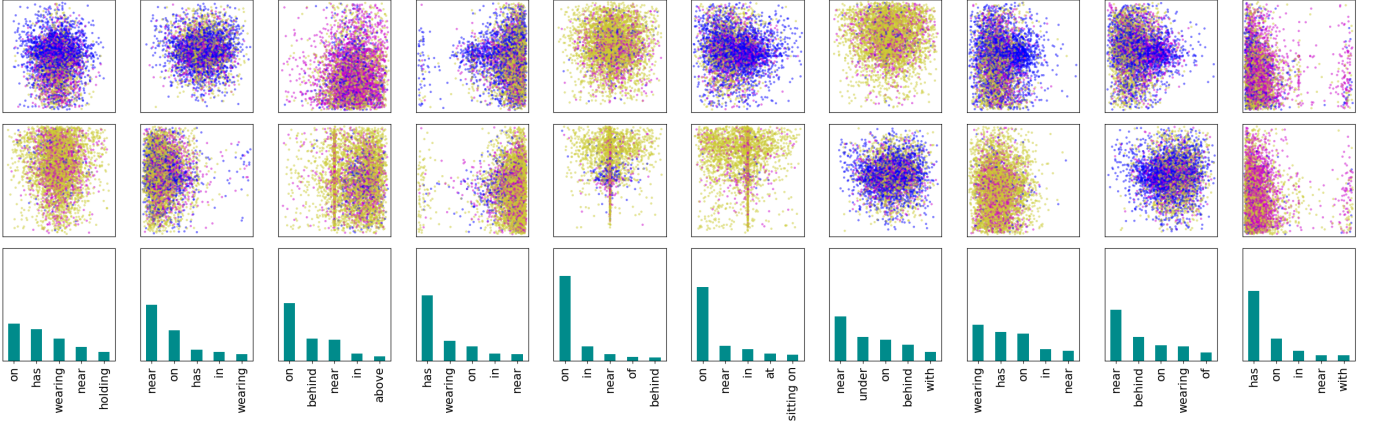 on has wearing near holding
near on has in wearing
on behind near in above
has wearing on in near
on in near of behind
on near in at sitting on
near under on behind with
wearing has on in near
near behind on wearing of
has on in near with